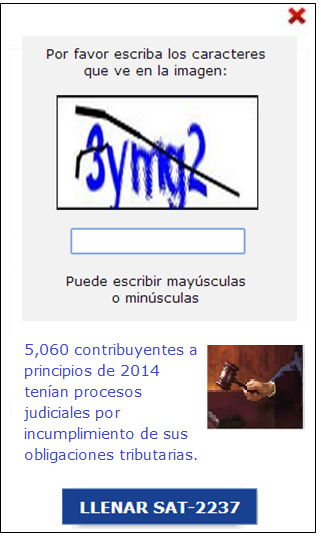 Por favor escriba los caracteres
que ve en la imagen:
3ymg2
Puede escribir mayúsculas
o minúsculas
5,060 contribuyentes a
principios de 2014
tenían procesos
judiciales por
incumplimiento de sus
obligaciones tributarias.
LLENAR SAT-2237